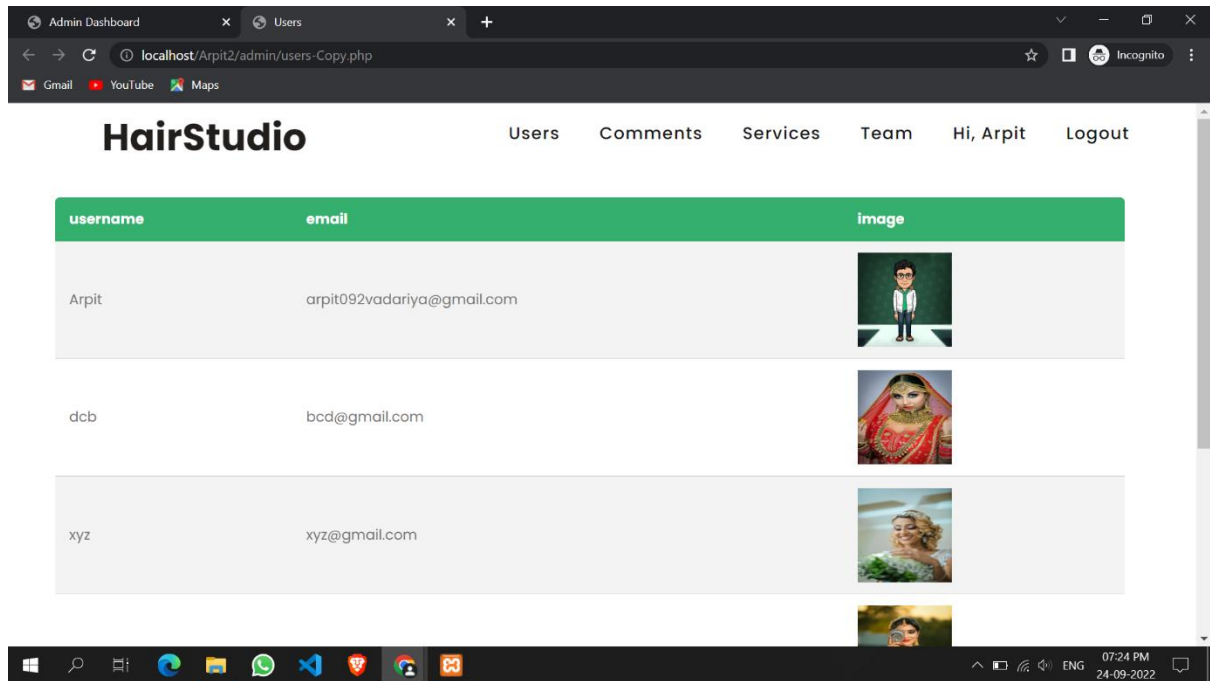 Admin Dashboard Users
localhost/Arpit2/admin/users-Copy.php Incognito
Gmail YouTube Maps
HairStudio Users Comments Services Team Hi, Arpit Logout
username email image
Arpit arpit092vadariya@gmail.com
dcb bcd@gmail.com
xyz xyz@gmail.com
ENG 07:24 PM
24-09-2022